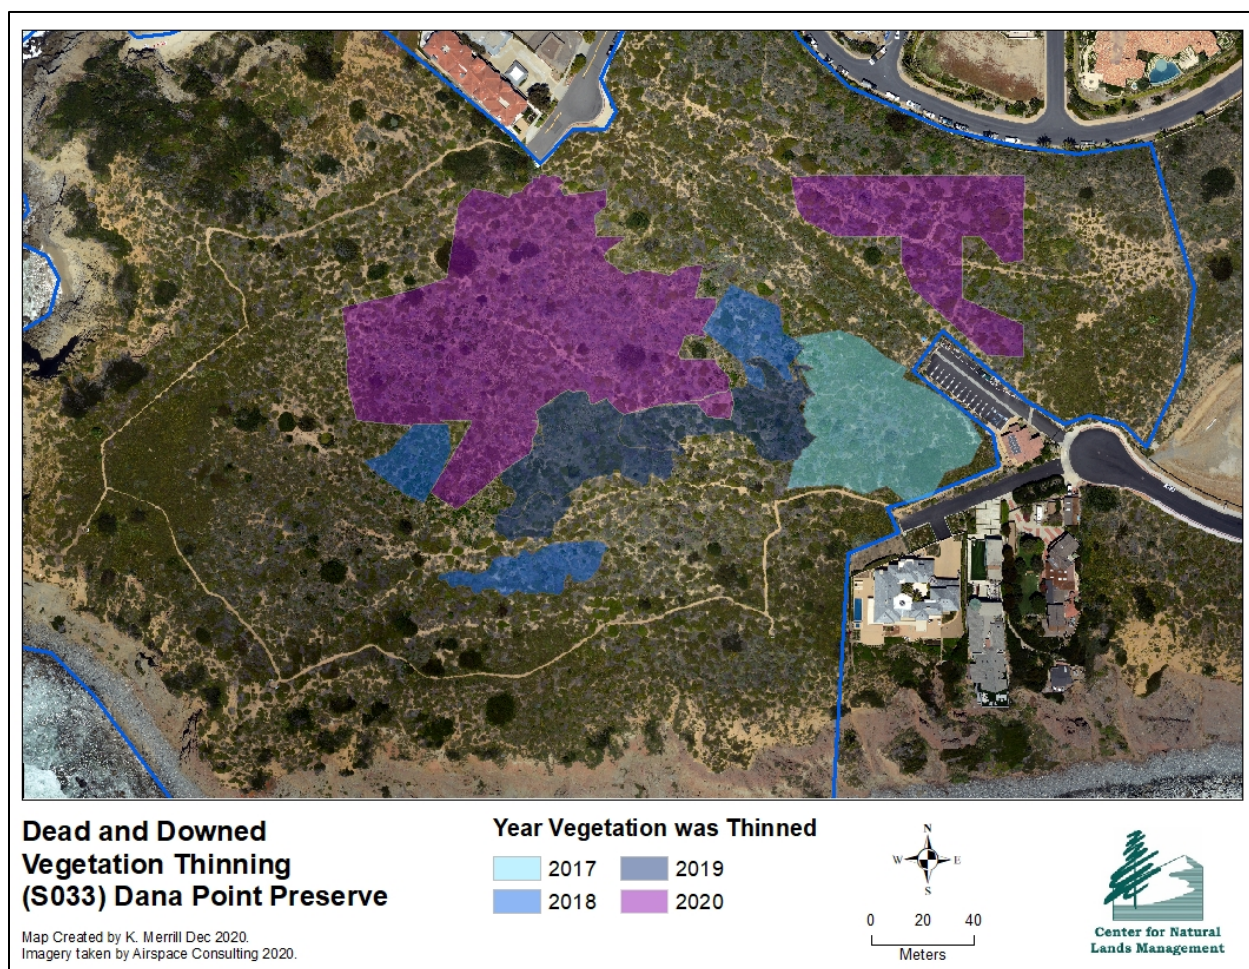 Dead and Downed
Vegetation Thinning
(S033) Dana Point Preserve
Map Created by K. Merrill Dec 2020.
Imagery taken by Airspace Consulting 2020.
Year Vegetation was Thinned
2017
2018
2019
2020
N
W E
S
0 20 40
Meters
Center for Natural
Lands Management